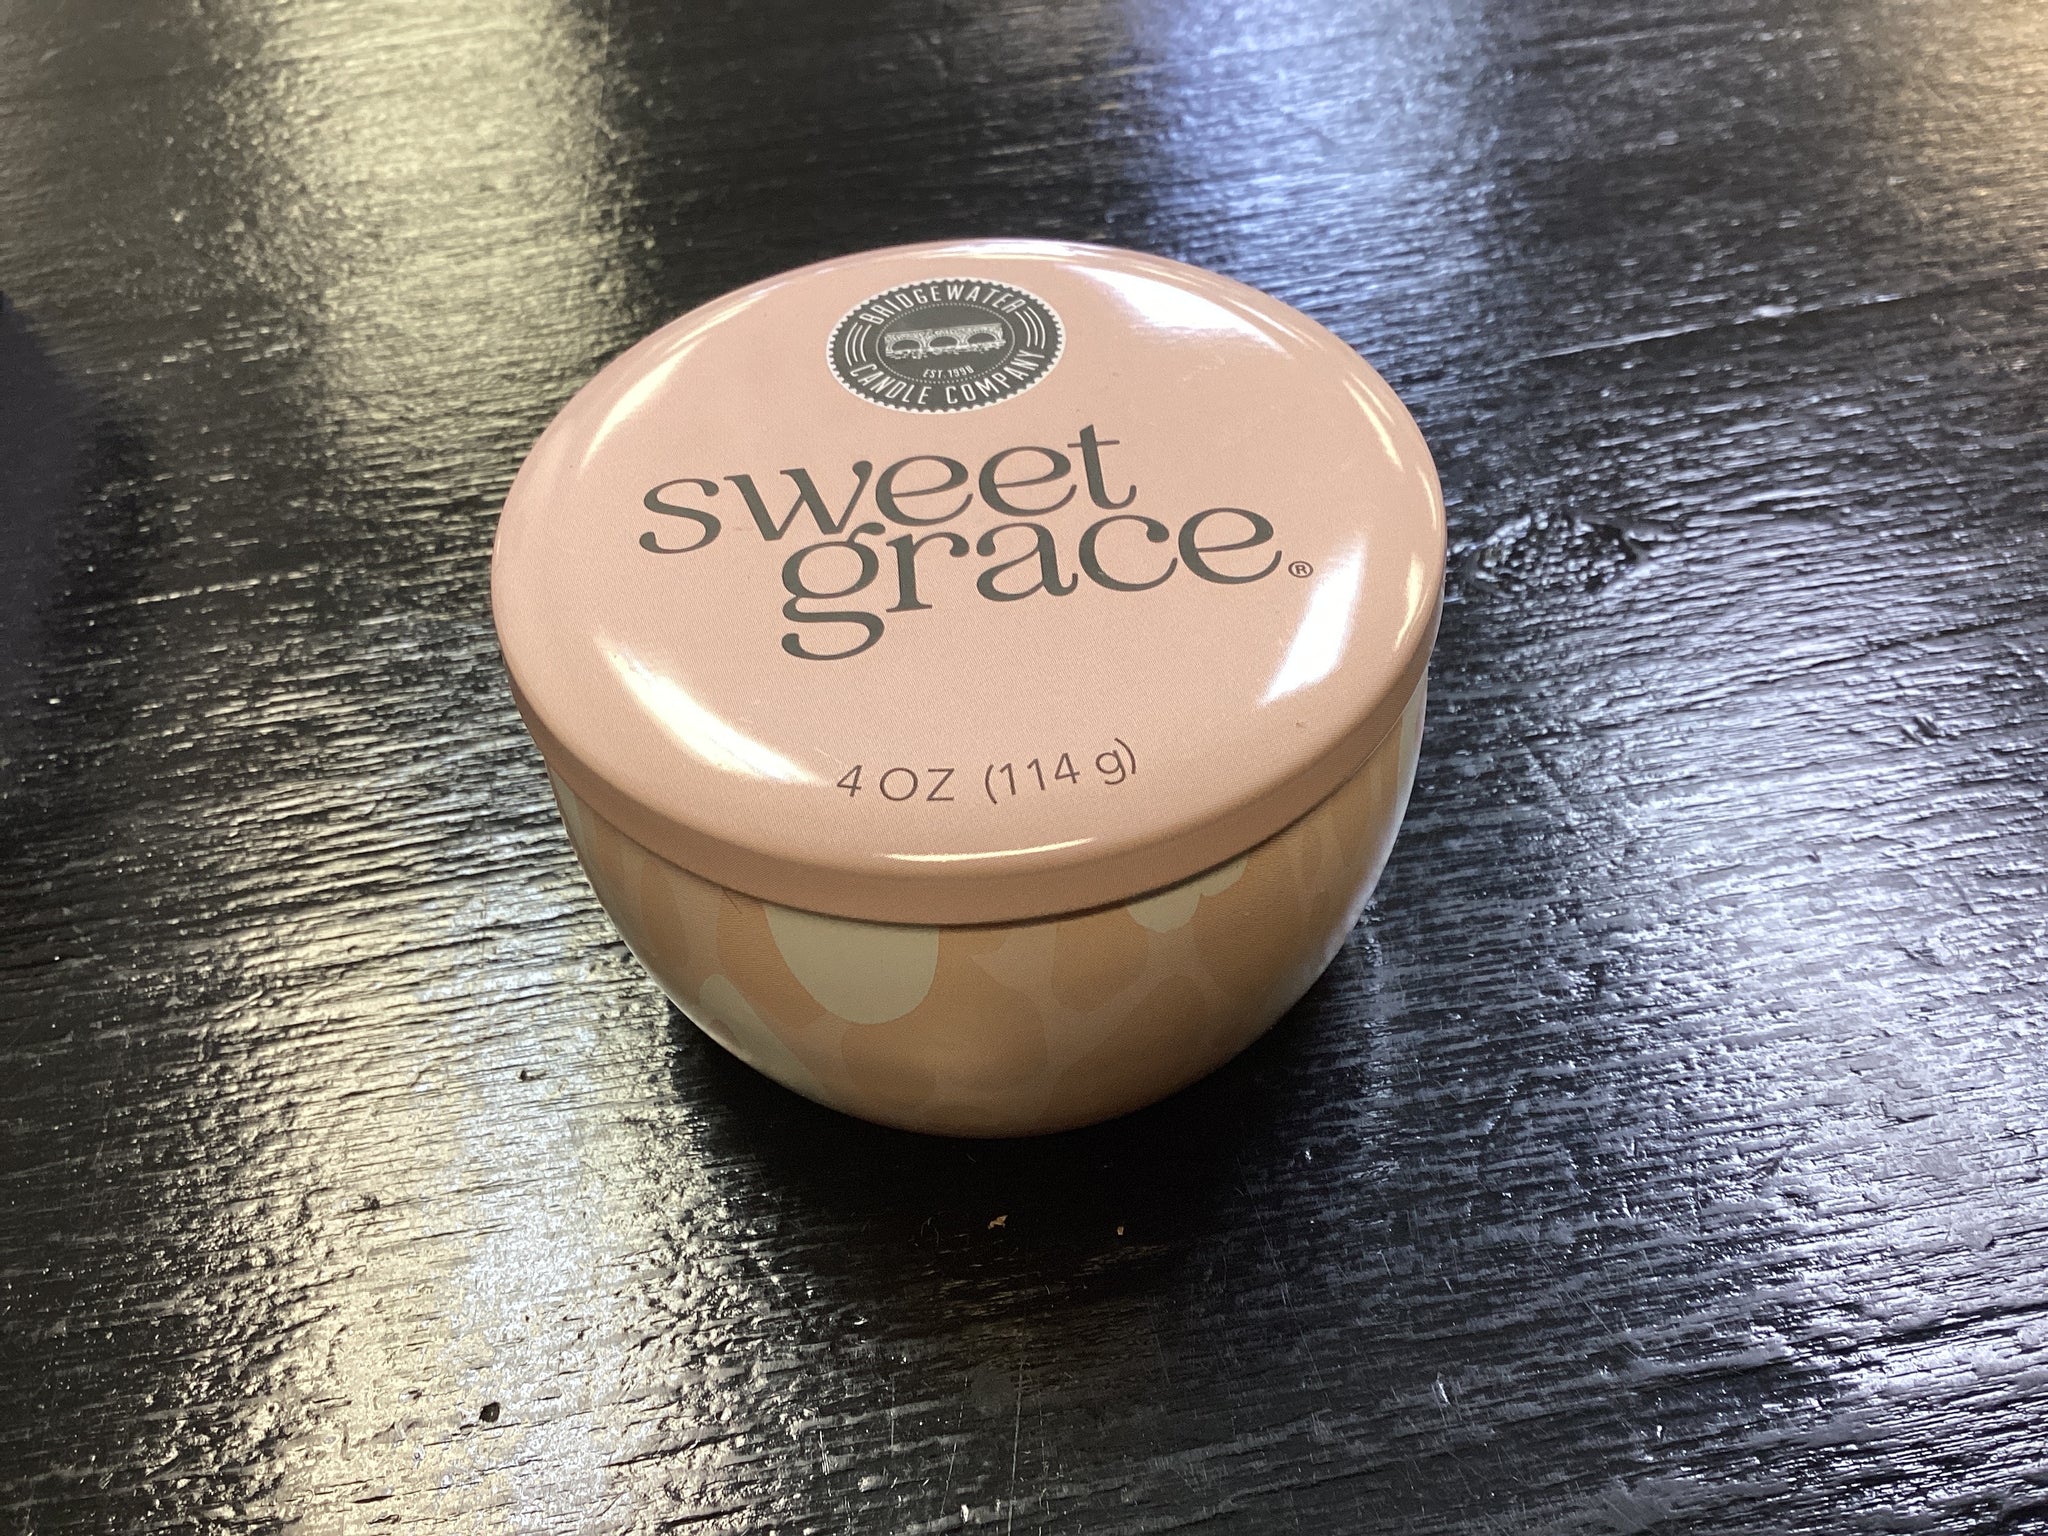 BRIDGEWATER
EST. 1998
CANDLE COMPANY
sweet
grace®
4 OZ (114 g)